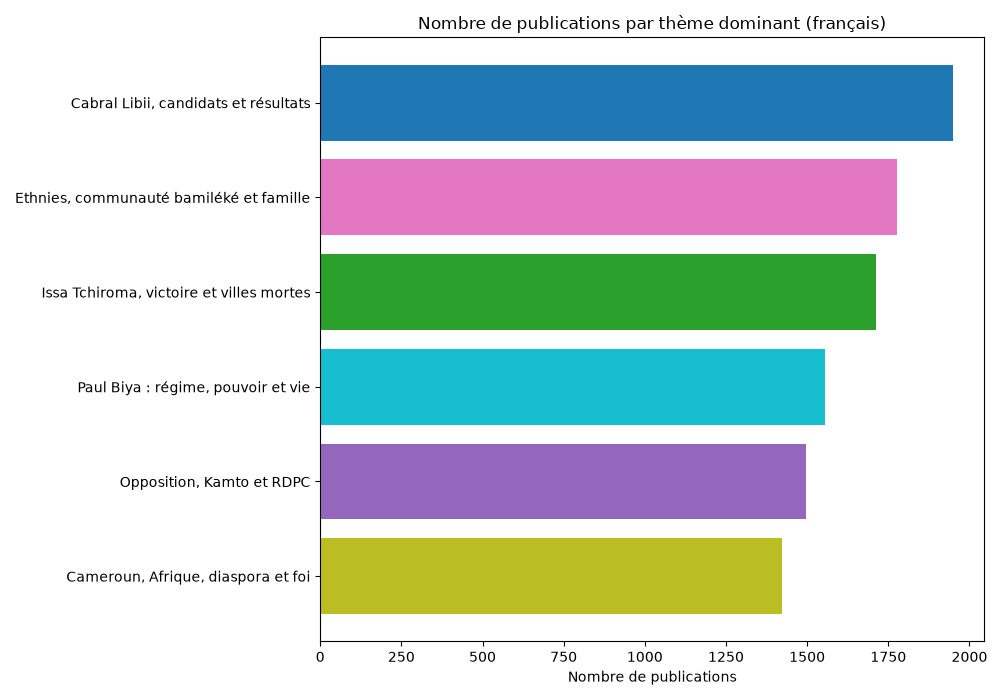 Nombre de publications par thème dominant (français)
Cabral Libii, candidats et résultats
Ethnies, communauté bamiléké et famille
Issa Tchiroma, victoire et villes mortes
Paul Biya : régime, pouvoir et vie
Opposition, Kamto et RDPC
Cameroun, Afrique, diaspora et foi
0 250 500 750 1000 1250 1500 1750 2000
Nombre de publications